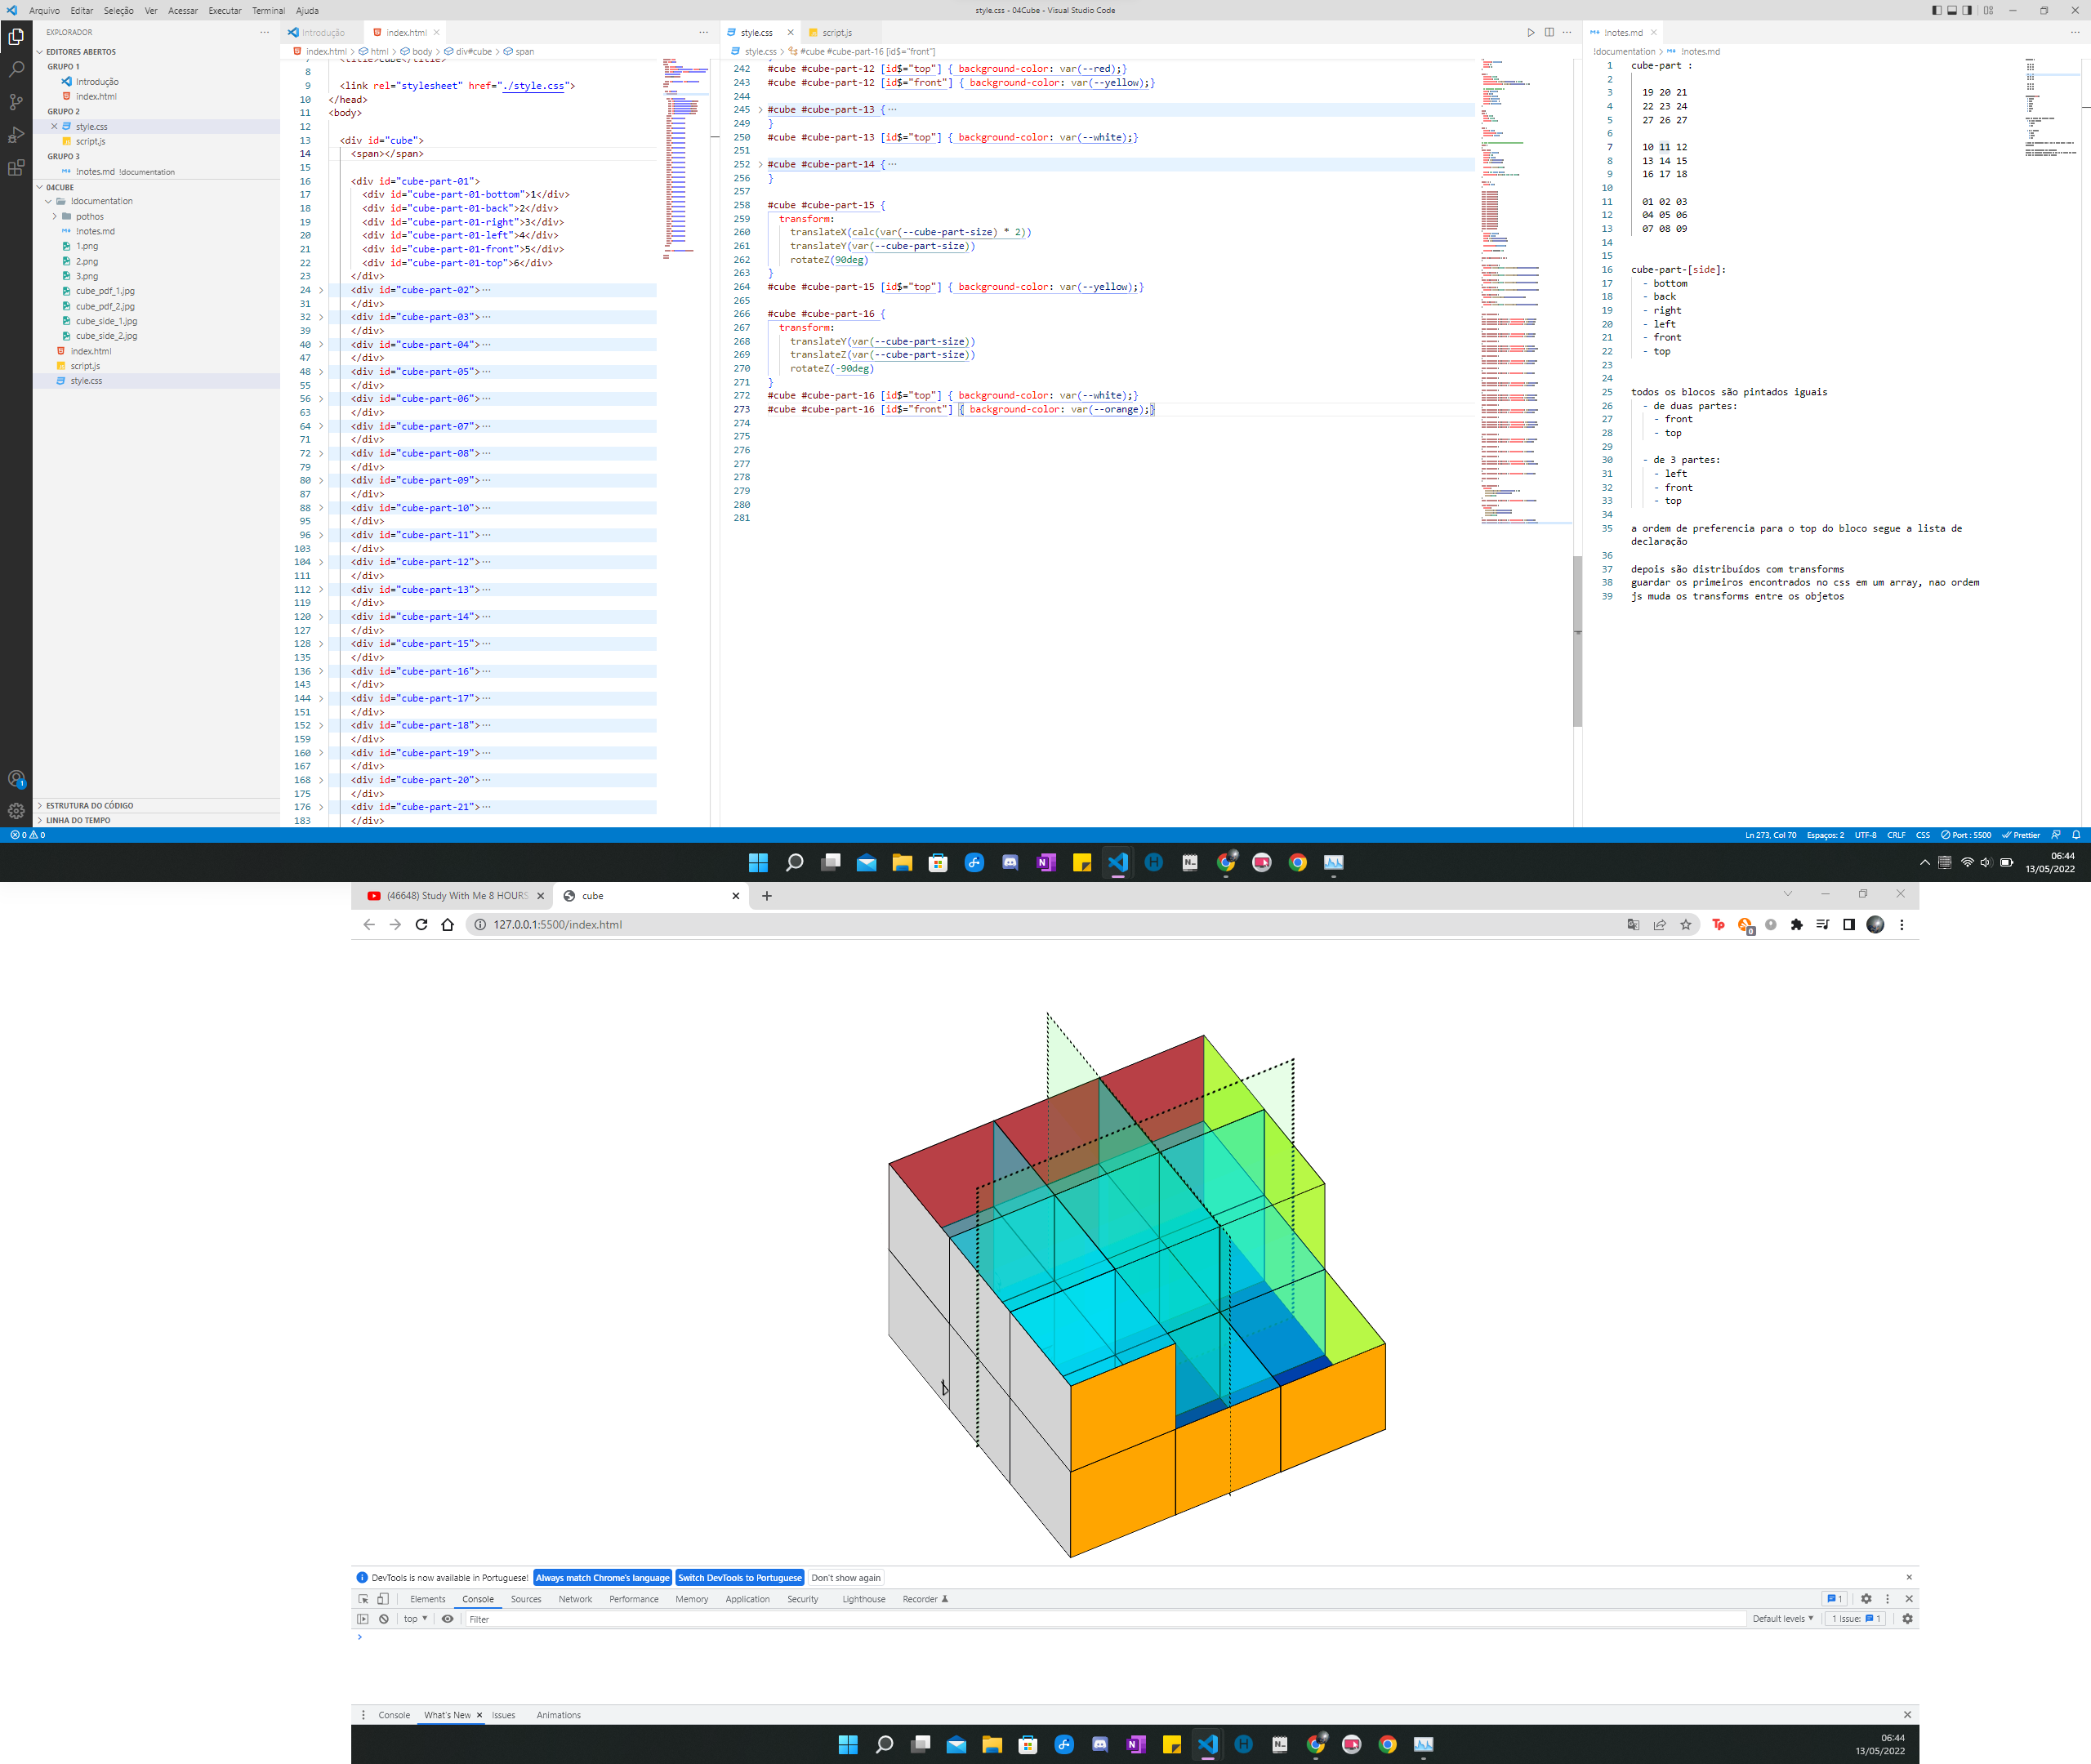 Arquivo Editar Seleção Ver Acessar Executar Terminal Ajuda
style.css - 04Cube - Visual Studio Code
EXPLORADOR
EDITORES ABERTOS
GRUPO 1
Introdução
index.html
GRUPO 2
style.css
script.js
GRUPO 3
!notes.md !documentation
04CUBE
!documentation
pothos
!notes.md
1.png
2.png
3.png
cube_pdf_1.jpg
cube_pdf_2.jpg
cube_side_1.jpg
cube_side_2.jpg
index.html
script.js
style.css
ESTRUTURA DO CÓDIGO
LINHA DO TEMPO
Introdução index.html
index.html > html > body > div#cube > span
7 <title>cube</title>
8
9 <link rel="stylesheet" href="./style.css">
10 </head>
11 <body>
12
13 <div id="cube">
14 <span></span>
15
16 <div id="cube-part-01">
17 <div id="cube-part-01-bottom">1</div>
18 <div id="cube-part-01-back">2</div>
19 <div id="cube-part-01-right">3</div>
20 <div id="cube-part-01-left">4</div>
21 <div id="cube-part-01-front">5</div>
22 <div id="cube-part-01-top">6</div>
23 </div>
24 <div id="cube-part-02">…
31 </div>
32 <div id="cube-part-03">…
39 </div>
40 <div id="cube-part-04">…
47 </div>
48 <div id="cube-part-05">…
55 </div>
56 <div id="cube-part-06">…
63 </div>
64 <div id="cube-part-07">…
71 </div>
72 <div id="cube-part-08">…
79 </div>
80 <div id="cube-part-09">…
87 </div>
88 <div id="cube-part-10">…
95 </div>
96 <div id="cube-part-11">…
103 </div>
104 <div id="cube-part-12">…
111 </div>
112 <div id="cube-part-13">…
119 </div>
120 <div id="cube-part-14">…
127 </div>
128 <div id="cube-part-15">…
135 </div>
136 <div id="cube-part-16">…
143 </div>
144 <div id="cube-part-17">…
151 </div>
152 <div id="cube-part-18">…
159 </div>
160 <div id="cube-part-19">…
167 </div>
168 <div id="cube-part-20">…
175 </div>
176 <div id="cube-part-21">…
183 </div>
style.css script.js
style.css > #cube #cube-part-16 [id$="front"]
242 #cube #cube-part-12 [id$="top"] { background-color: var(--red);}
243 #cube #cube-part-12 [id$="front"] { background-color: var(--yellow);}
244
245 #cube #cube-part-13 {…
249 }
250 #cube #cube-part-13 [id$="top"] { background-color: var(--white);}
251
252 #cube #cube-part-14 {…
256 }
257
258 #cube #cube-part-15 {
259 transform:
260 translateX(calc(var(--cube-part-size) * 2))
261 translateY(var(--cube-part-size))
262 rotateZ(90deg)
263 }
264 #cube #cube-part-15 [id$="top"] { background-color: var(--yellow);}
265
266 #cube #cube-part-16 {
267 transform:
268 translateY(var(--cube-part-size))
269 translateZ(var(--cube-part-size))
270 rotateZ(-90deg)
271 }
272 #cube #cube-part-16 [id$="top"] { background-color: var(--white);}
273 #cube #cube-part-16 [id$="front"] { background-color: var(--orange);}
274
275
276
277
278
279
280
281
!notes.md
!documentation > !notes.md
1 cube-part :
2
3 19 20 21
4 22 23 24
5 27 26 27
6
7 10 11 12
8 13 14 15
9 16 17 18
10
11 01 02 03
12 04 05 06
13 07 08 09
14
15
16 cube-part-[side]:
17 - bottom
18 - back
19 - right
20 - left
21 - front
22 - top
23
24
25 todos os blocos são pintados iguais
26 - de duas partes:
27 - front
28 - top
29
30 - de 3 partes:
31 - left
32 - front
33 - top
34
35 a ordem de preferencia para o top do bloco segue a lista de
declaração
36
37 depois são distribuídos com transforms
38 guardar os primeiros encontrados no css em um array, nao ordem
39 js muda os transforms entre os objetos
0 0
Ln 273, Col 70 Espaços: 2 UTF-8 CRLF CSS Port : 5500 Prettier
06:44
13/05/2022
(46648) Study With Me 8 HOURS
cube
127.0.0.1:5500/index.html
DevTools is now available in Portuguese! Always match Chrome's language Switch DevTools to Portuguese Don't show again
Elements Console Sources Network Performance Memory Application Security Lighthouse Recorder 1
top Filter Default levels 1 Issue: 1
Console What's New Issues Animations
06:44
13/05/2022